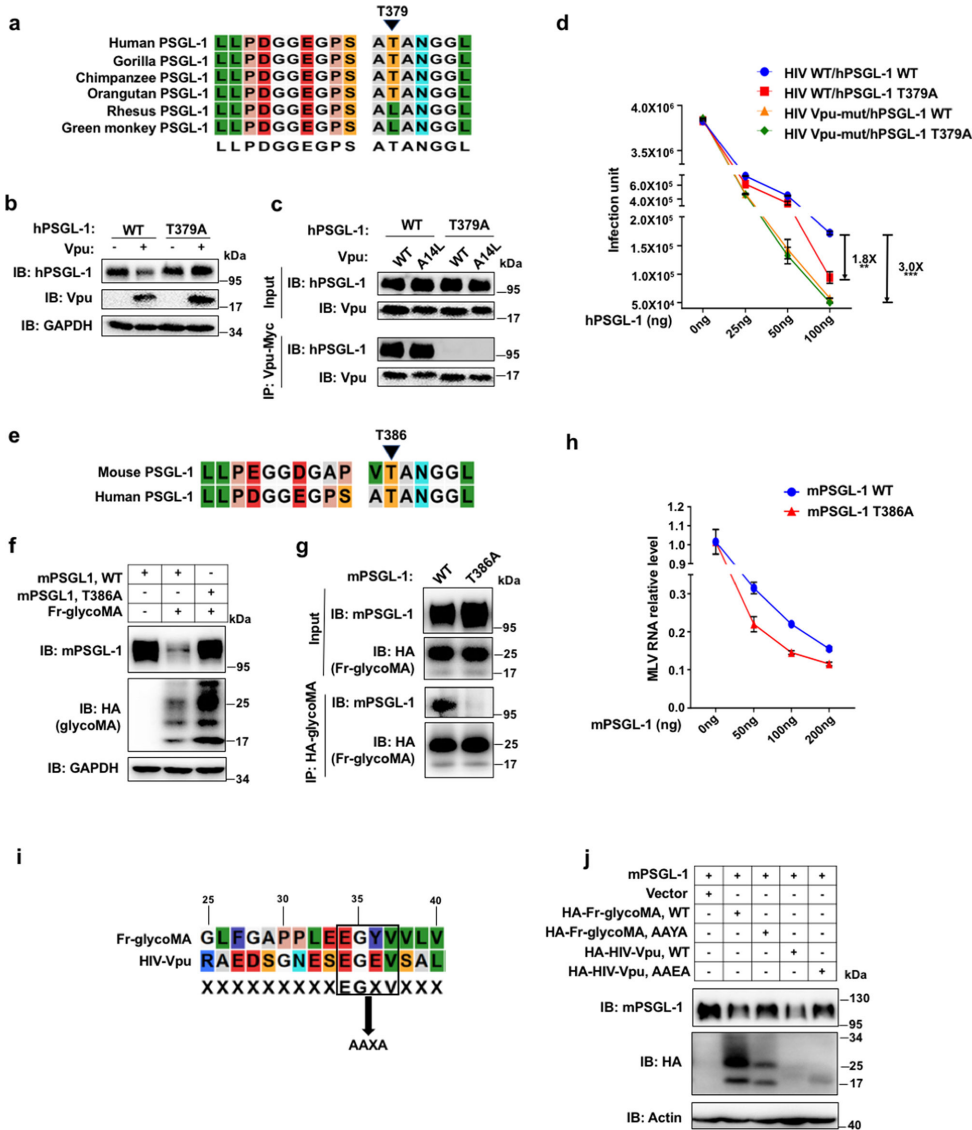 a
T379
Human PSGL-1 LLPDGGEGPS ATANGGL
Gorilla PSGL-1 LLPDGGEGPS ATANGGL
Chimpanzee PSGL-1 LLPDGGEGPS ATANGGL
Orangutan PSGL-1 LLPDGGEGPS ATANGGL
Rhesus PSGL-1 LLPDGGEGPS ALANGGL
Green monkey PSGL-1 LLPDGGEGPS ALANGGL
LLPDGGEGPS ATANGGL
b
hPSGL-1: WT T379A
Vpu: - + - + kDa
IB: hPSGL-1 95
IB: Vpu 17
IB: GAPDH 34
c
hPSGL-1: WT T379A
Vpu: WT A14L WT A14L kDa
Input
IB: hPSGL-1 95
IB: Vpu 17
IP: Vpu-Myc
IB: hPSGL-1 95
IB: Vpu 17
d
HIV WT/hPSGL-1 WT
HIV WT/hPSGL-1 T379A
HIV Vpu-mut/hPSGL-1 WT
HIV Vpu-mut/hPSGL-1 T379A
Infection unit
4.0X10⁶
3.5X10⁶
6.0X10⁵
4.0X10⁵
2.0X10⁵
1.5X10⁵
1.0X10⁵
5.0X10⁴
1.8X
**
3.0X
***
hPSGL-1 (ng) 0ng 25ng 50ng 100ng
e
T386
Mouse PSGL-1 LLPEGGDGAP VTANGGL
Human PSGL-1 LLPDGGEGPS ATANGGL
f
mPSGL1, WT + + -
mPSGL1, T386A - - +
Fr-glycoMA - + + kDa
IB: mPSGL-1 95
IB: HA (glycoMA) 25
17
IB: GAPDH 34
g
mPSGL-1: WT T386A kDa
Input
IB: mPSGL-1 95
IB: HA (Fr-glycoMA) 25
17
IP: HA-glycoMA
IB: mPSGL-1 95
IB: HA (Fr-glycoMA) 25
17
h
mPSGL-1 WT
mPSGL-1 T386A
MLV RNA relative level
1.2
1.1
1.0
0.3
0.2
0.1
0.0
mPSGL-1 (ng) 0ng 50ng 100ng 200ng
i
25 30 35 40
Fr-glycoMA GLFGAPPLEEGYVVLV
HIV-Vpu RAEDSGNESEGEVSAL
XXXXXXXXXEGXVXXX
AAXA
j
mPSGL-1 + + + + +
Vector + - - - -
HA-Fr-glycoMA, WT - + - - -
HA-Fr-glycoMA, AAYA - - + - -
HA-HIV-Vpu, WT - - - + -
HA-HIV-Vpu, AAEA - - - - + kDa
IB: mPSGL-1 130
95
IB: HA 34
25
17
IB: Actin 40